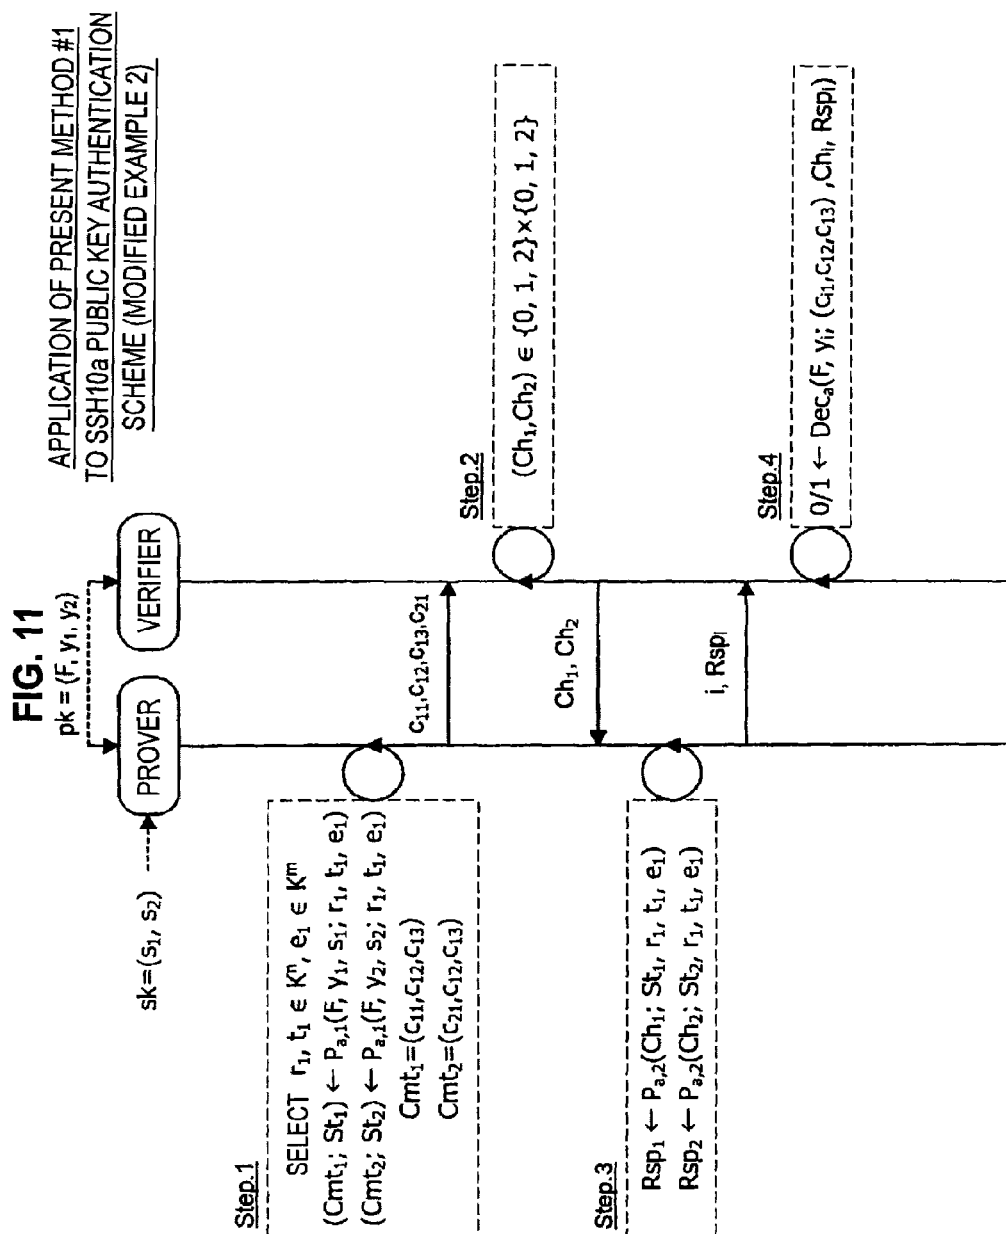 APPLICATION OF PRESENT METHOD #1
TO SSH10a PUBLIC KEY AUTHENTICATION
SCHEME (MODIFIED EXAMPLE 2)
FIG. 11
pk = (F, y₁, y₂)
sk=(s₁, s₂)
PROVER
VERIFIER
Step.1
SELECT r₁, t₁ ∈ Kⁿ, e₁ ∈ Kᵐ
(Cmt₁; St₁) ← Pₐ,₁(F, y₁, s₁; r₁, t₁, e₁)
(Cmt₂; St₂) ← Pₐ,₁(F, y₂, s₂; r₁, t₁, e₁)
Cmt₁=(c₁₁,c₁₂,c₁₃)
Cmt₂=(c₂₁,c₁₂,c₁₃)
c₁₁,c₁₂,c₁₃,c₂₁
Step.2
(Ch₁,Ch₂) ∈ {0, 1, 2}×{0, 1, 2}
Ch₁, Ch₂
Step.3
Rsp₁ ← Pₐ,₂(Ch₁; St₁, r₁, t₁, e₁)
Rsp₂ ← Pₐ,₂(Ch₂; St₂, r₁, t₁, e₁)
i, Rspᵢ
Step.4
0/1 ← Decₐ(F, yᵢ; (cᵢ₁,c₁₂,c₁₃) ,Chᵢ, Rspᵢ)